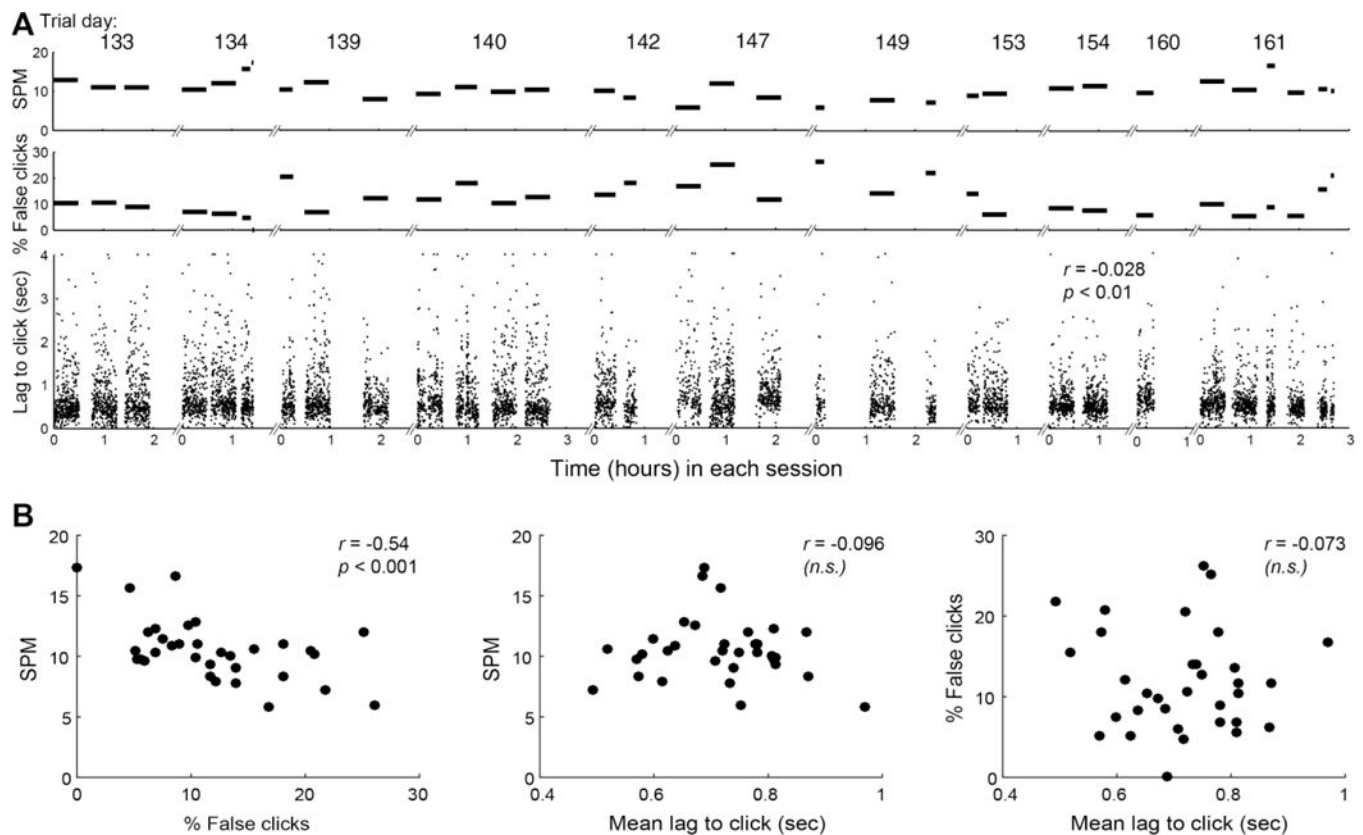 A Trial day:
133 134 139 140 142 147 149 153 154 160 161
SPM
20
10
0
% False clicks
30
20
10
0
Lag to click (sec)
4
3
2
1
0
r = -0.028
p < 0.01
0 1 2 0 1 0 1 2 0 1 2 3 0 1 0 1 2 0 1 2 0 1 0 1 0 1 0 1 2 3
Time (hours) in each session
B
SPM
20
15
10
5
0
r = -0.54
p < 0.001
0 10 20 30
% False clicks
SPM
20
15
10
5
0
r = -0.096
(n.s.)
0.4 0.6 0.8 1
Mean lag to click (sec)
% False clicks
30
20
10
0
r = -0.073
(n.s.)
0.4 0.6 0.8 1
Mean lag to click (sec)